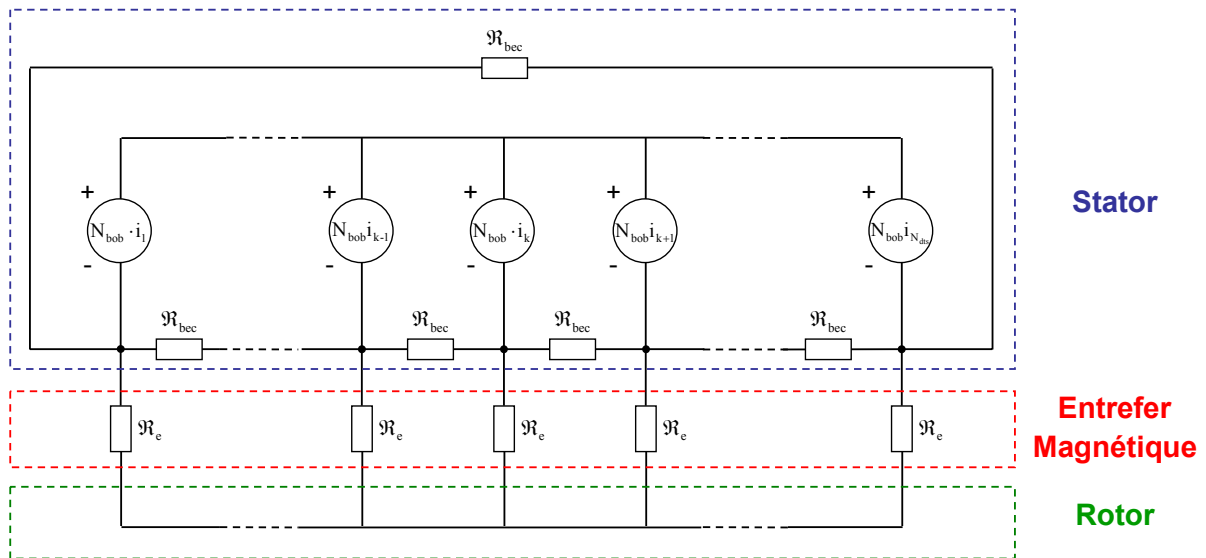 ℜbec
+ + + + +
Nbob · i1 Nbob ik-1 Nbob · ik Nbob ik+1 Nbob iNdts
- - - - -
Stator
ℜbec ℜbec ℜbec ℜbec
ℜe ℜe ℜe ℜe ℜe
Entrefer
Magnétique
Rotor